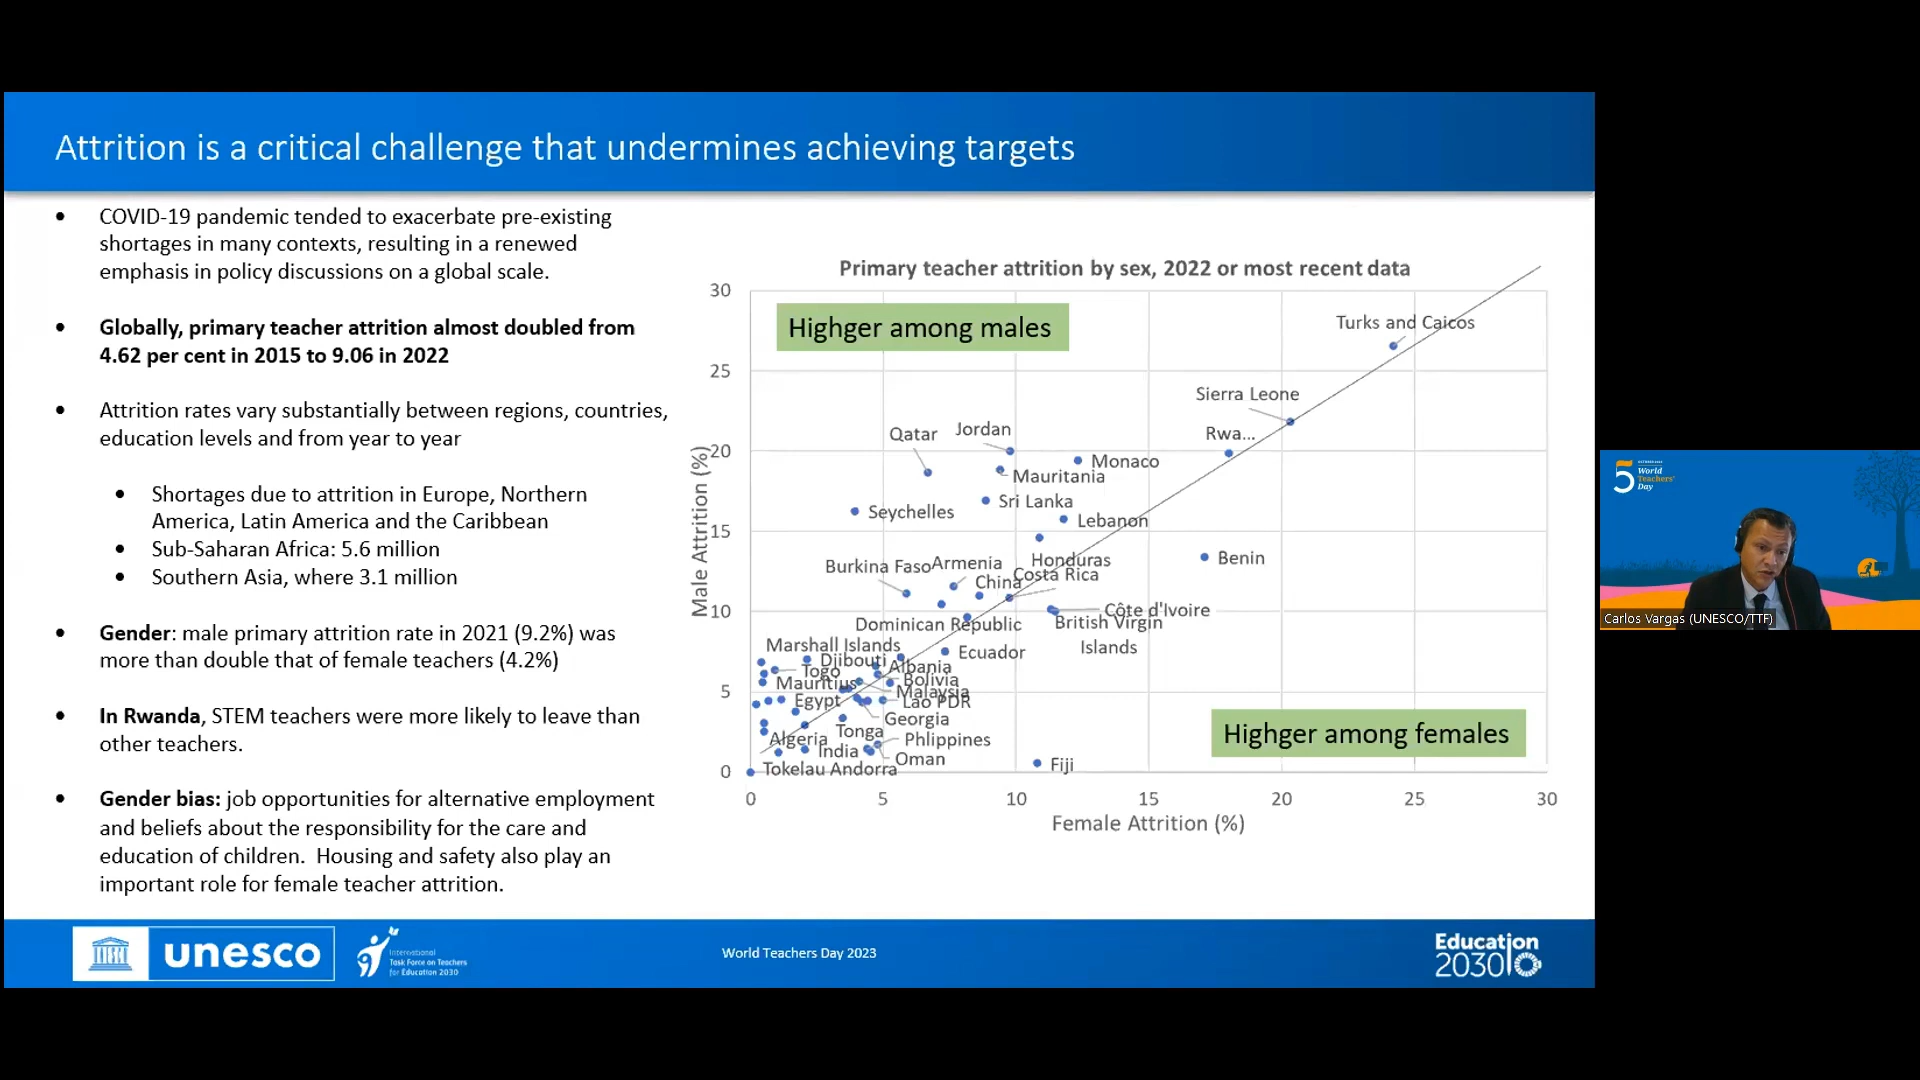 Attrition is a critical challenge that undermines achieving targets
• COVID-19 pandemic tended to exacerbate pre-existing
shortages in many contexts, resulting in a renewed
emphasis in policy discussions on a global scale.
• Globally, primary teacher attrition almost doubled from
4.62 per cent in 2015 to 9.06 in 2022
• Attrition rates vary substantially between regions, countries,
education levels and from year to year
• Shortages due to attrition in Europe, Northern
America, Latin America and the Caribbean
• Sub-Saharan Africa: 5.6 million
• Southern Asia, where 3.1 million
• Gender: male primary attrition rate in 2021 (9.2%) was
more than double that of female teachers (4.2%)
• In Rwanda, STEM teachers were more likely to leave than
other teachers.
• Gender bias: job opportunities for alternative employment
and beliefs about the responsibility for the care and
education of children. Housing and safety also play an
important role for female teacher attrition.
Primary teacher attrition by sex, 2022 or most recent data
Highger among males
Highger among females
Male Attrition (%)
30
25
20
15
10
5
0
Turks and Caicos
Sierra Leone
Rwa...
Jordan
Qatar
Monaco
Mauritania
Sri Lanka
Seychelles
Lebanon
Benin
Honduras
Burkina Faso
Armenia
Costa Rica
China
Côte d'Ivoire
British Virgin
Islands
Dominican Republic
Marshall Islands
Ecuador
Djibouti
Albania
Togo
Bolivia
Mauritius
Malaysia
Egypt
Lao PDR
Georgia
Tonga
Algeria
Phlippines
India
Oman
Fiji
Tokelau
Andorra
0
5
10
15
20
25
30
Female Attrition (%)
unesco
International
Task Force on Teachers
for Education 2030
World Teachers Day 2023
Education
2030
5
OCTOBER 2023
World
Teachers'
Day
Carlos Vargas (UNESCO/TTF)